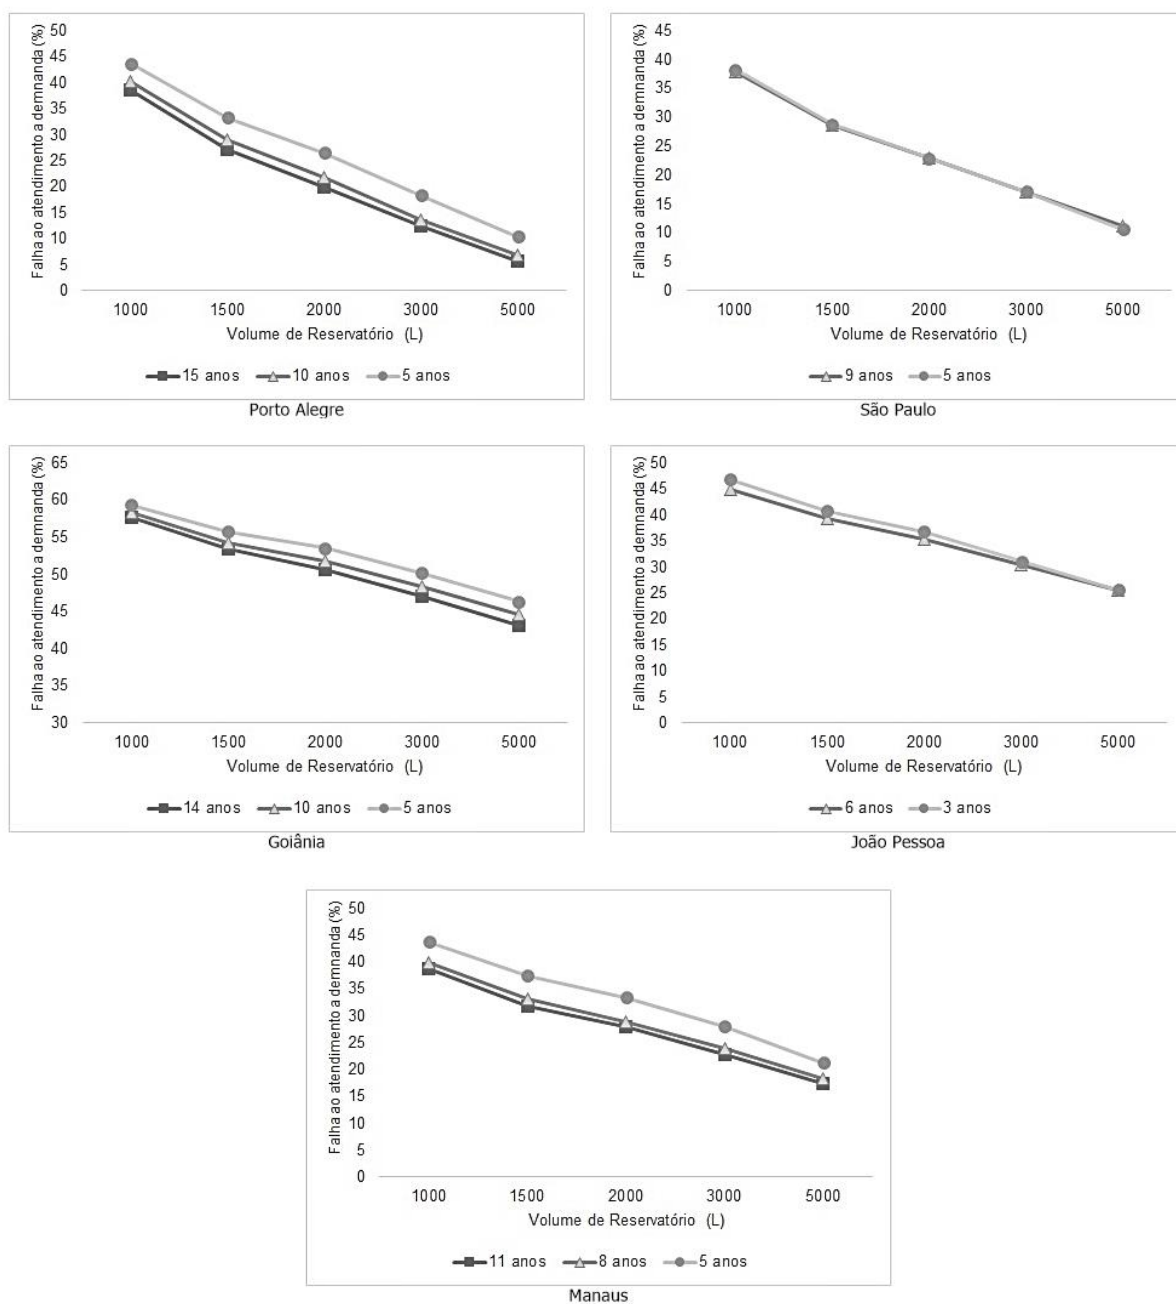 Falha ao atendimento a demnanda (%)
50
45
40
35
30
25
20
15
10
5
0
1000 1500 2000 3000 5000
Volume de Reservatório (L)
15 anos 10 anos 5 anos
Porto Alegre
Falha ao atendimento a demnanda (%)
45
40
35
30
25
20
15
10
5
0
1000 1500 2000 3000 5000
Volume de Reservatório (L)
9 anos 5 anos
São Paulo
Falha ao atendimento a demnanda (%)
65
60
55
50
45
40
35
30
1000 1500 2000 3000 5000
Volume de Reservatório (L)
14 anos 10 anos 5 anos
Goiânia
Falha ao atendimento a demnanda (%)
50
45
40
35
30
25
20
15
10
5
0
1000 1500 2000 3000 5000
Volume de Reservatório (L)
6 anos 3 anos
João Pessoa
Falha ao atendimento a demnanda (%)
50
45
40
35
30
25
20
15
10
5
0
1000 1500 2000 3000 5000
Volume de Reservatório (L)
11 anos 8 anos 5 anos
Manaus